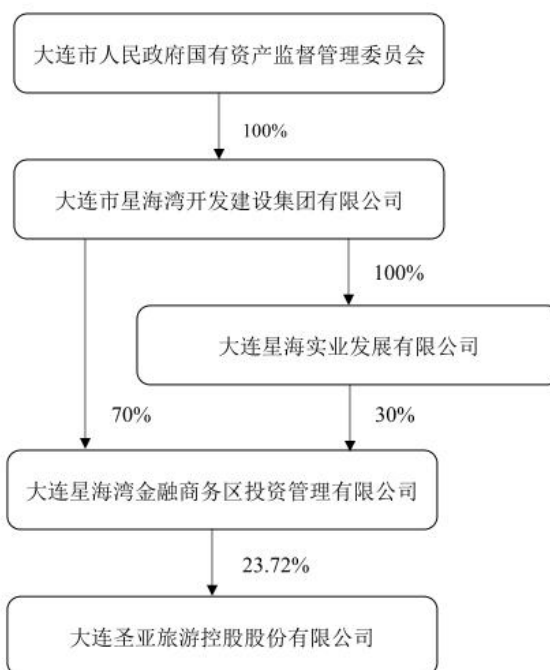 大连市人民政府国有资产监督管理委员会
100%
大连市星海湾开发建设集团有限公司
100%
大连星海实业发展有限公司
70%
30%
大连星海湾金融商务区投资管理有限公司
23.72%
大连圣亚旅游控股股份有限公司